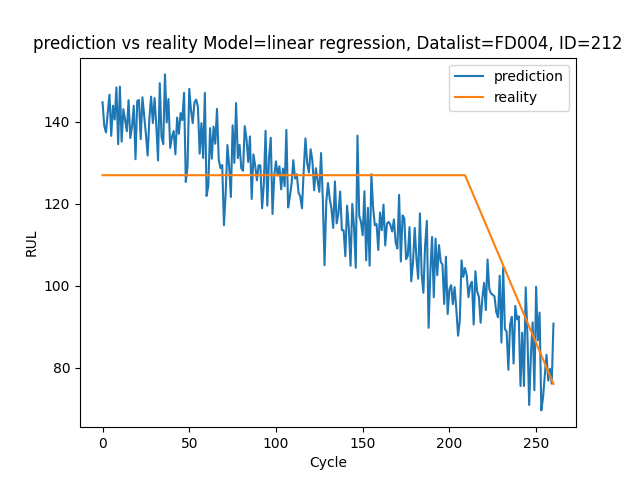 prediction vs reality Model=linear regression, Datalist=FD004, ID=212
prediction
reality
140
120
100
80
RUL
0 50 100 150 200 250
Cycle